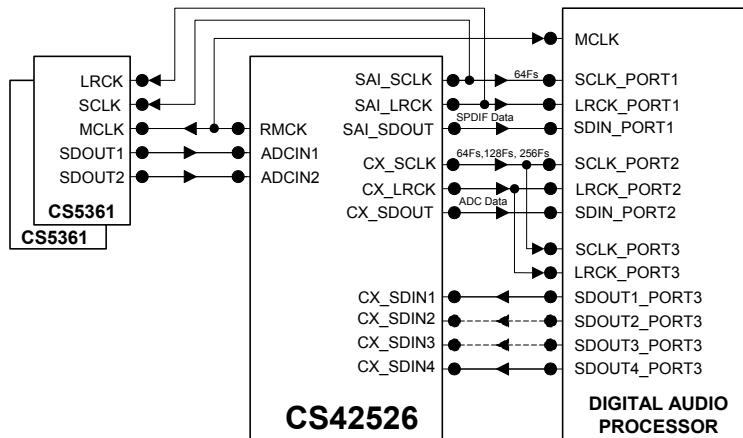 MCLK
LRCK
SCLK
MCLK
SDOUT1
SDOUT2
CS5361
CS5361
RMCK
ADCIN1
ADCIN2
SAI_SCLK
SAI_LRCK
SAI_SDOUT
CX_SCLK
CX_LRCK
CX_SDOUT
CX_SDIN1
CX_SDIN2
CX_SDIN3
CX_SDIN4
CS42526
64Fs
SPDIF Data
64Fs,128Fs, 256Fs
ADC Data
SCLK_PORT1
LRCK_PORT1
SDIN_PORT1
SCLK_PORT2
LRCK_PORT2
SDIN_PORT2
SCLK_PORT3
LRCK_PORT3
SDOUT1_PORT3
SDOUT2_PORT3
SDOUT3_PORT3
SDOUT4_PORT3
DIGITAL AUDIO
PROCESSOR